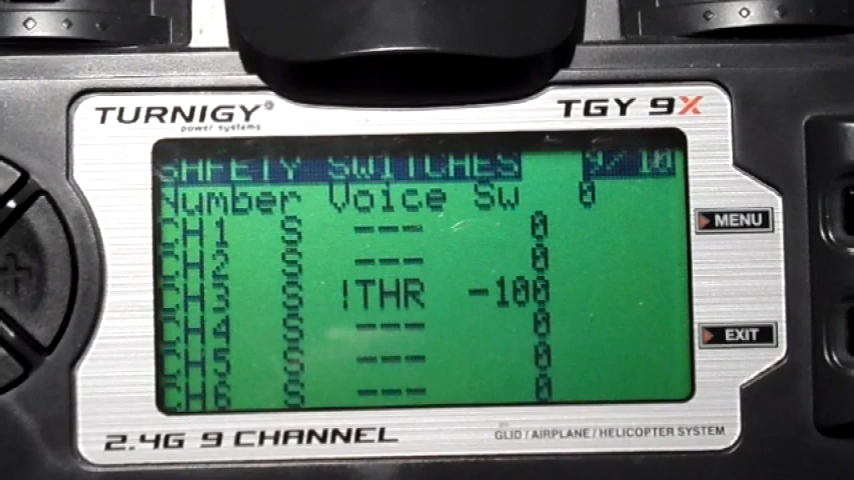 TURNIGY
power systems
TGY 9X
SAFETY SWITCHES 9/10
Number Voice Sw 0
CH1 S --- 0
CH2 S --- 0
CH3 S !THR -100
CH4 S --- 0
CH5 S --- 0
CH6 S --- 0
MENU
EXIT
2.4G 9 CHANNEL
GLID / AIRPLANE / HELICOPTER SYSTEM